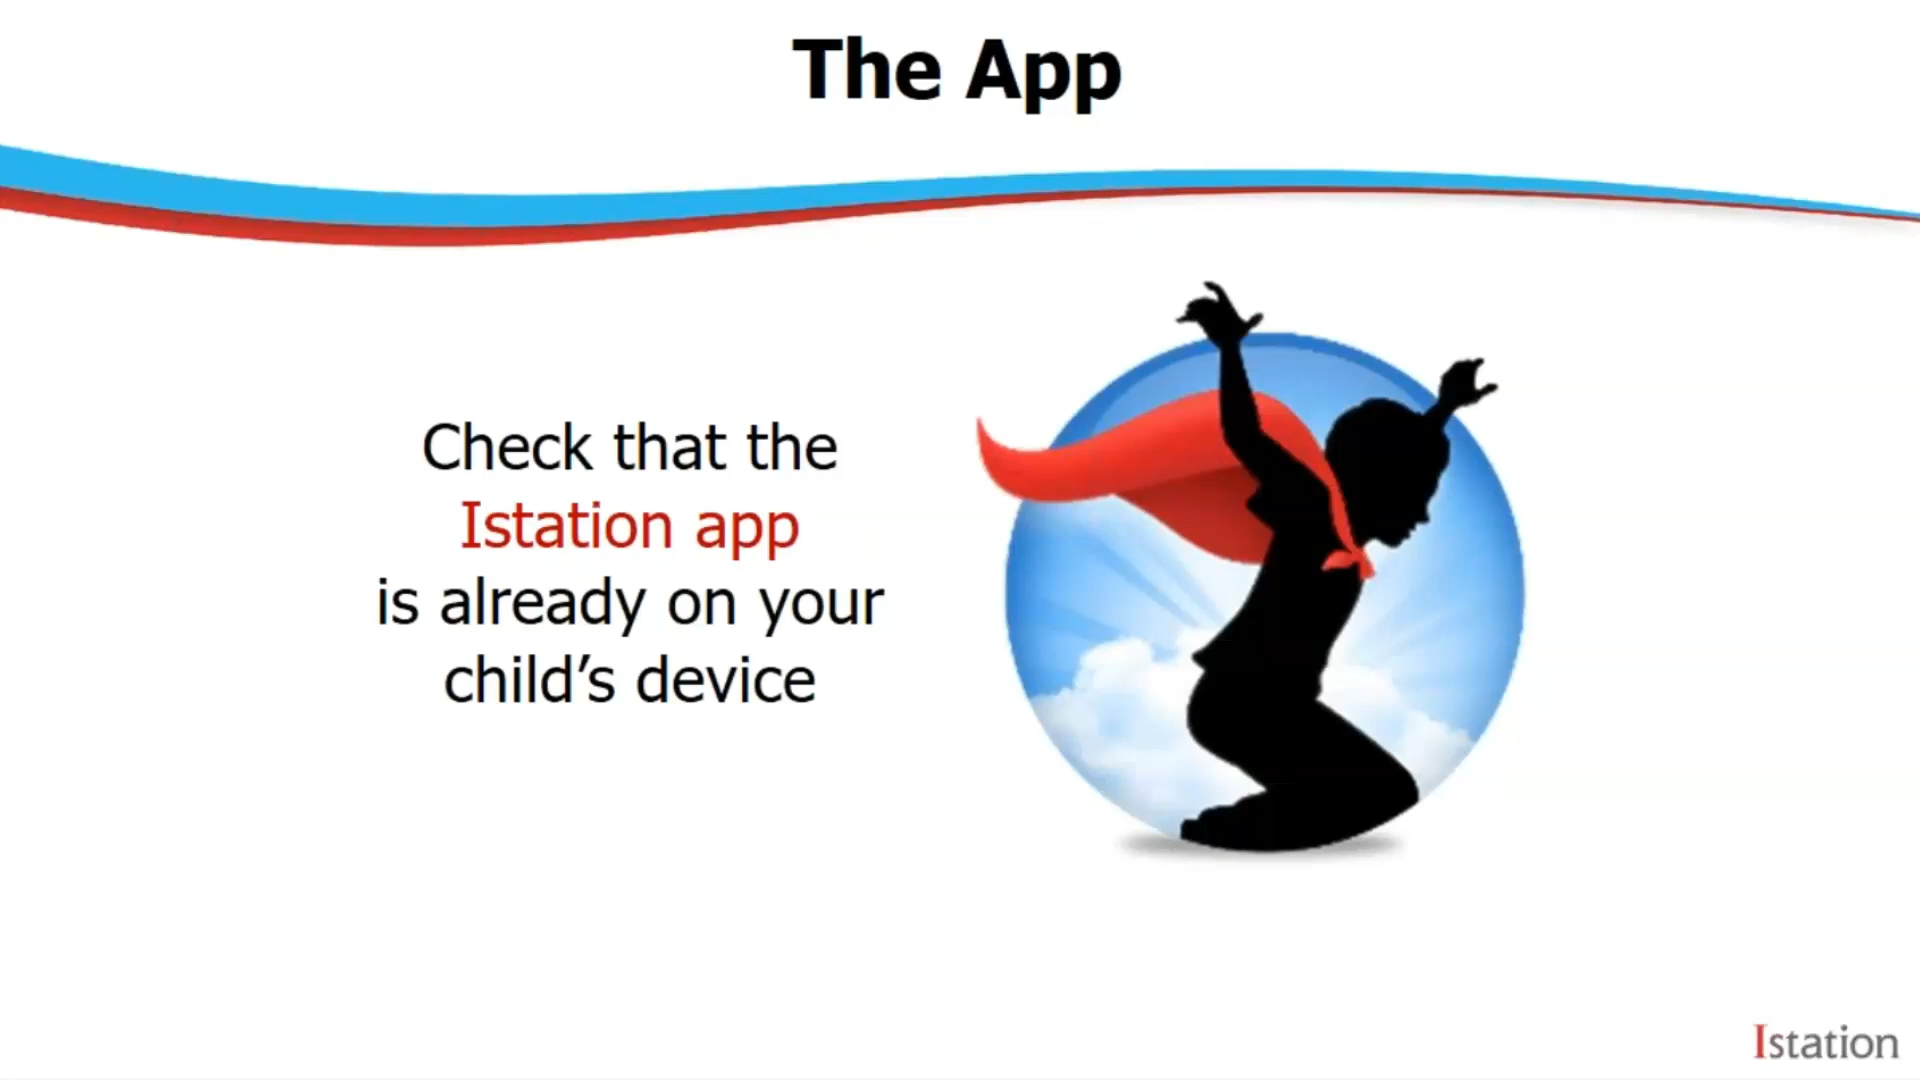 The App
Check that the
Istation app
is already on your
child’s device
Istation